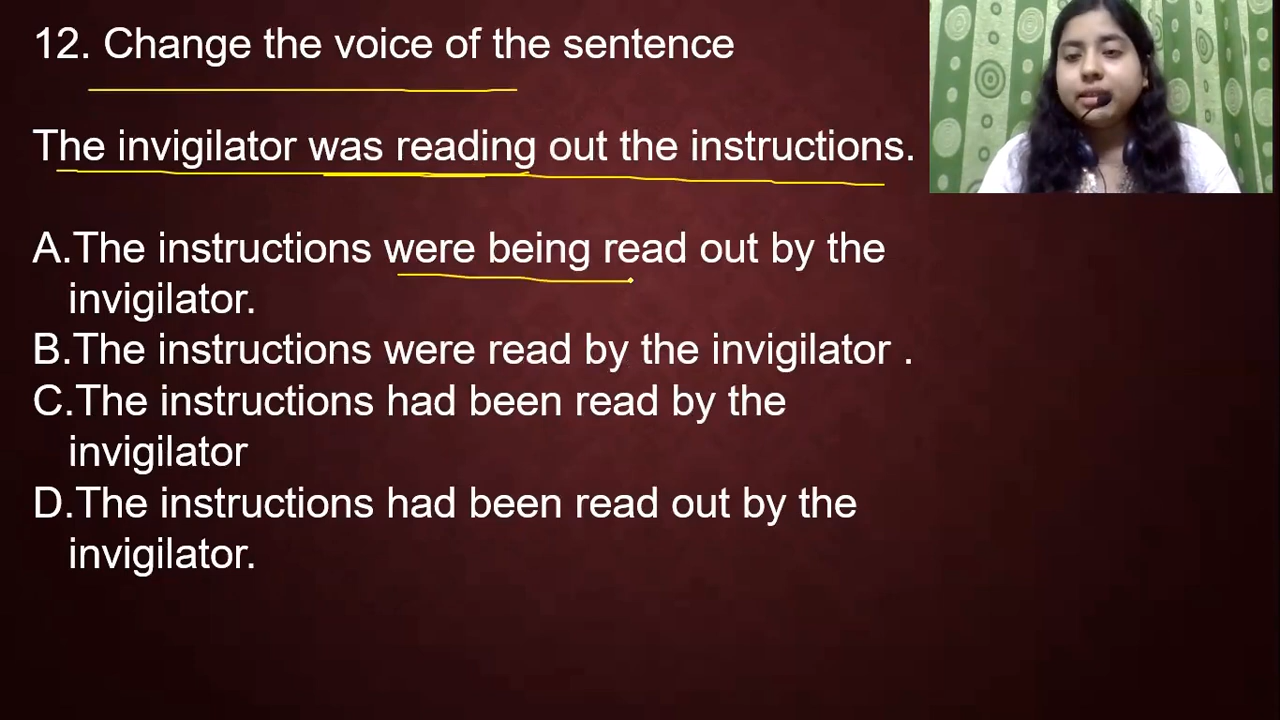 12. Change the voice of the sentence
The invigilator was reading out the instructions.
A.The instructions were being read out by the
invigilator.
B.The instructions were read by the invigilator .
C.The instructions had been read by the
invigilator
D.The instructions had been read out by the
invigilator.